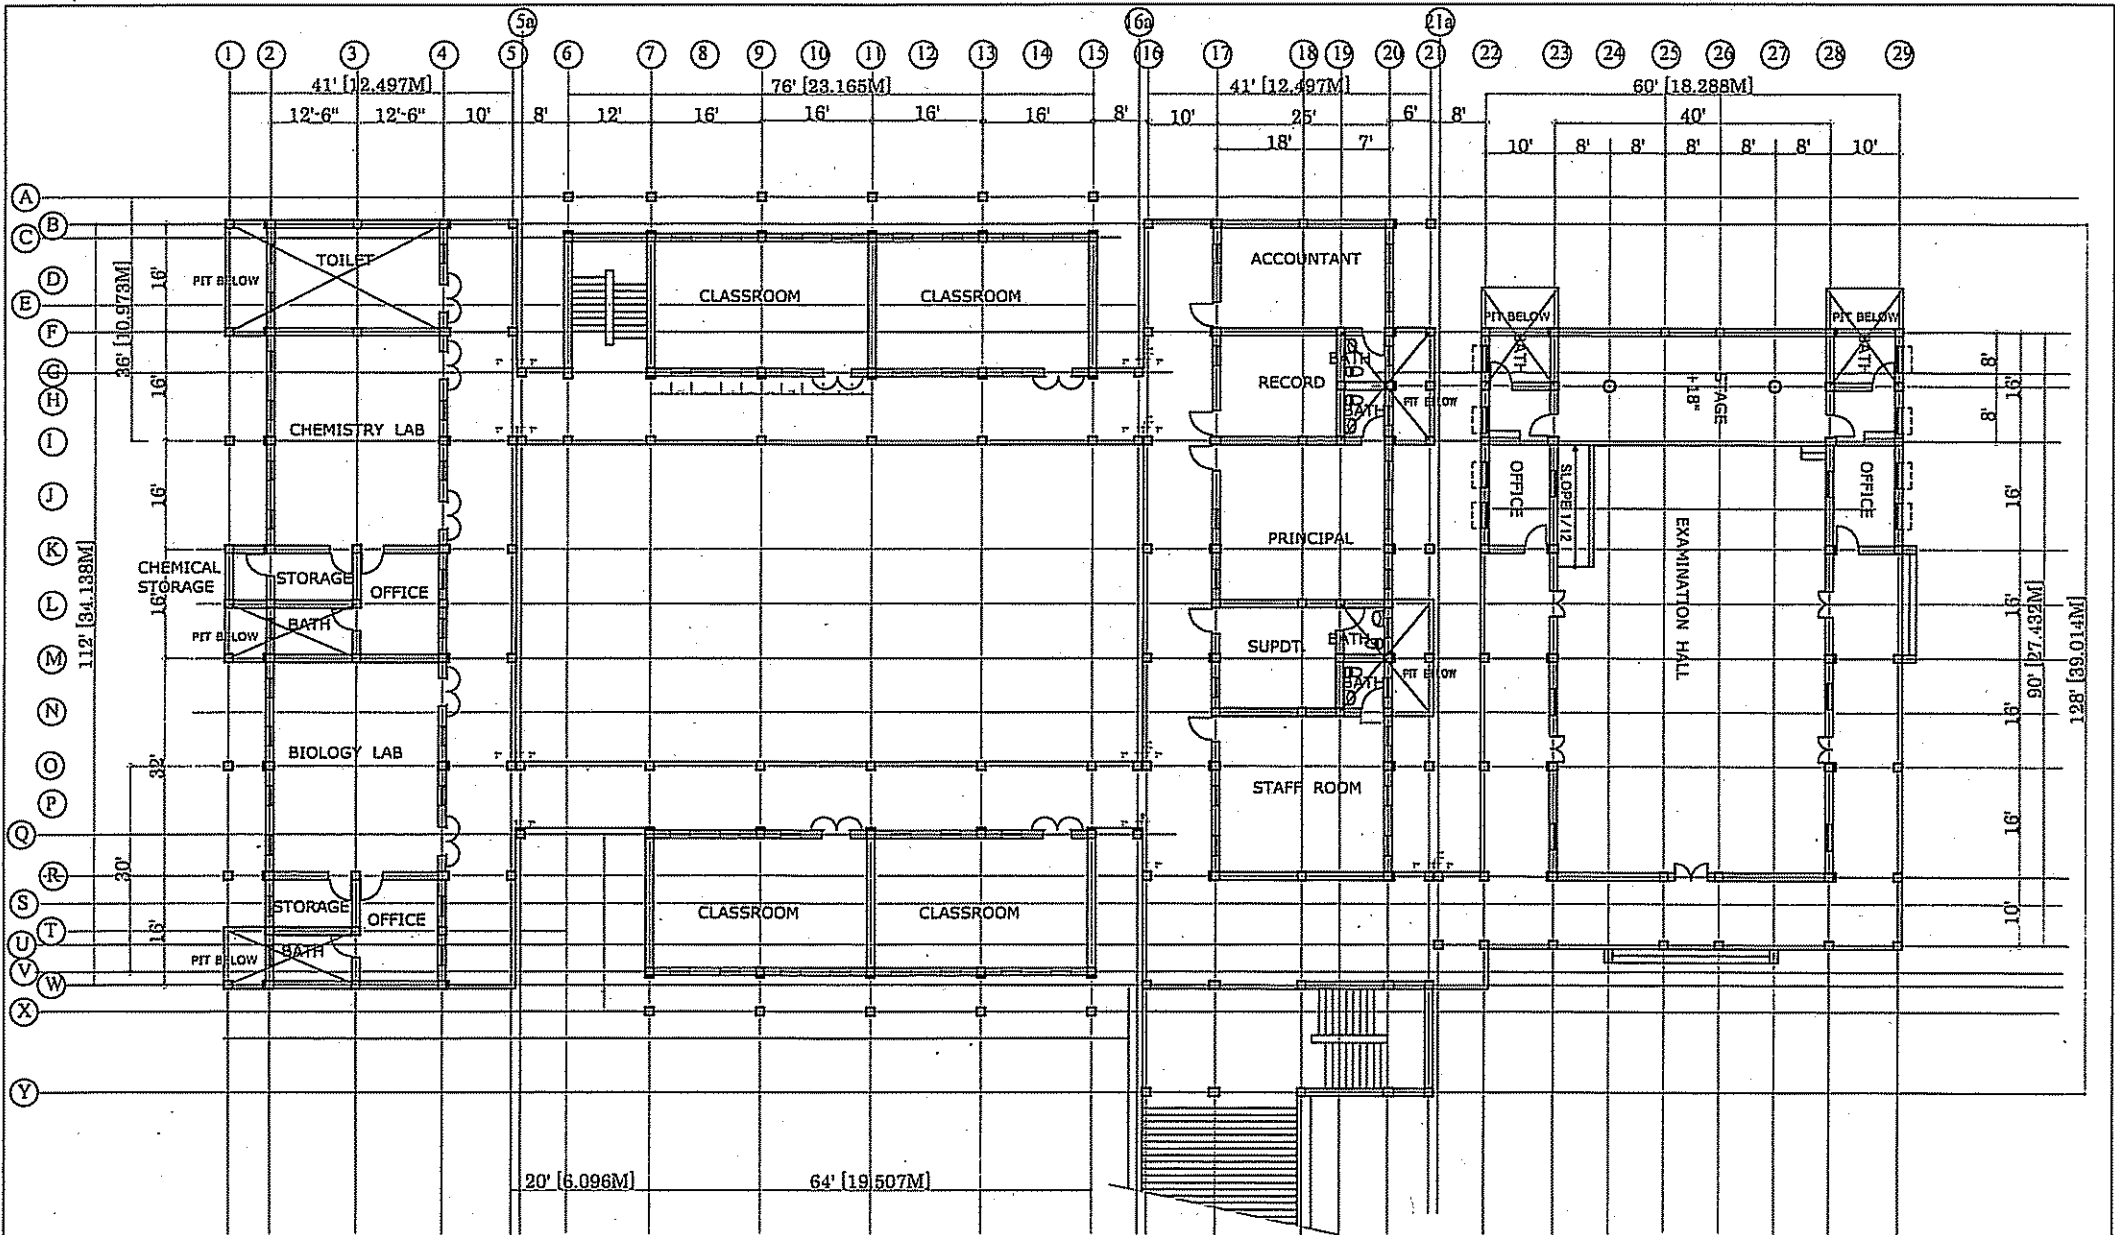 5a 16a 21a
1 2 3 4 5 6 7 8 9 10 11 12 13 14 15 16 17 18 19 20 21 22 23 24 25 26 27 28 29
41' [12.497M] 76' [23.165M] 41' [12.497M] 60' [18.288M]
12'-6" 12'-6" 10' 8' 12' 16' 16' 16' 16' 8' 10' 25' 6' 8' 40'
18' 7' 10' 8' 8' 8' 8' 8' 10'
A
B
C
D
E
F
G
H
I
J
K
L
M
N
O
P
Q
R
S
T
U
V
W
X
Y
36' [10.973M]
112' [34.138M]
30'
16'
16'
16'
16'
32'
16'
TOILET
PIT BELOW
CHEMISTRY LAB
CHEMICAL
STORAGE
STORAGE
OFFICE
BATH
PIT BELOW
BIOLOGY LAB
STORAGE
OFFICE
BATH
PIT BELOW
CLASSROOM CLASSROOM
CLASSROOM CLASSROOM
20' [6.096M] 64' [19.507M]
ACCOUNTANT
RECORD
BATH
BATH
PIT BELOW
PRINCIPAL
SUPDT.
BATH
BATH
PIT BELOW
STAFF ROOM
PIT BELOW
BATH
PIT BELOW
BATH
STAGE
+18"
OFFICE
SLOPE 1/12
OFFICE
EXAMINATION HALL
8'
8'
16'
16'
16'
16'
16'
10'
90' [27.432M]
128' [39.014M]